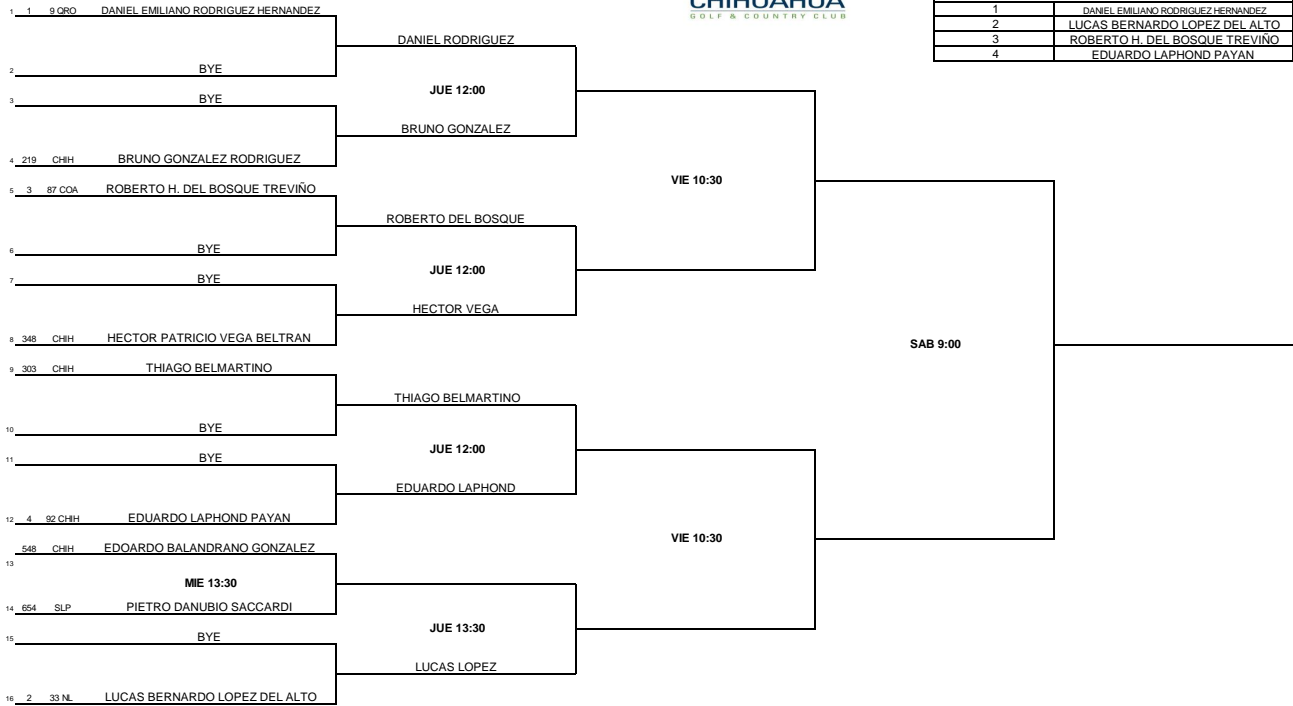 CHIHUAHUA
GOLF & COUNTRY CLUB
1 DANIEL EMILIANO RODRIGUEZ HERNANDEZ
2 LUCAS BERNARDO LOPEZ DEL ALTO
3 ROBERTO H. DEL BOSQUE TREVIÑO
4 EDUARDO LAPHOND PAYAN
1 1 9 QRO DANIEL EMILIANO RODRIGUEZ HERNANDEZ
DANIEL RODRIGUEZ
2 BYE
JUE 12:00
3 BYE
BRUNO GONZALEZ
4 219 CHIH BRUNO GONZALEZ RODRIGUEZ
VIE 10:30
5 3 87 COA ROBERTO H. DEL BOSQUE TREVIÑO
ROBERTO DEL BOSQUE
6 BYE
JUE 12:00
7 BYE
HECTOR VEGA
8 348 CHIH HECTOR PATRICIO VEGA BELTRAN
SAB 9:00
9 303 CHIH THIAGO BELMARTINO
THIAGO BELMARTINO
10 BYE
JUE 12:00
11 BYE
EDUARDO LAPHOND
12 4 92 CHIH EDUARDO LAPHOND PAYAN
VIE 10:30
13 548 CHIH EDOARDO BALANDRANO GONZALEZ
MIE 13:30
14 654 SLP PIETRO DANUBIO SACCARDI
JUE 13:30
15 BYE
LUCAS LOPEZ
16 2 33 NL LUCAS BERNARDO LOPEZ DEL ALTO